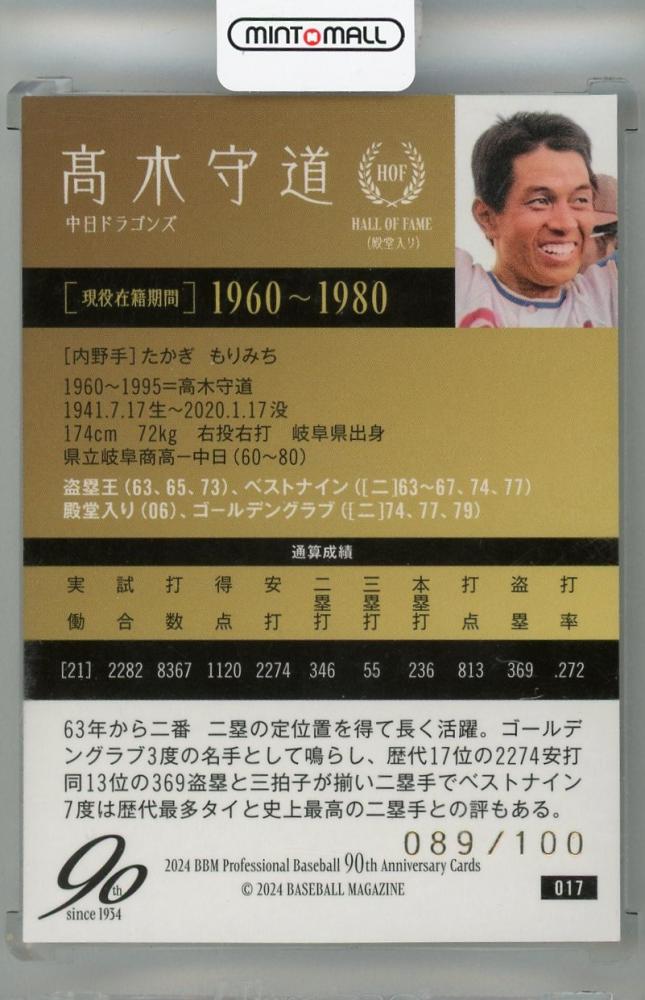 MINT MALL
髙木守道
中日ドラゴンズ
HOF
HALL OF FAME
(殿堂入り)
[現役在籍期間] 1960～1980
[内野手]たかぎ もりみち
1960～1995=高木守道
1941.7.17生～2020.1.17没
174cm 72kg 右投右打 岐阜県出身
県立岐阜商高ー中日(60～80)
盗塁王(63、65、73)、ベストナイン([二]63～67、74、77)
殿堂入り(06)、ゴールデングラブ([二]74、77、79)
通算成績
実働 試合 打数 得点 安打 二塁打 三塁打 本塁打 打点 盗塁 打率
[21] 2282 8367 1120 2274 346 55 236 813 369 .272
63年から二番 二塁の定位置を得て長く活躍。ゴールデ
ングラブ3度の名手として鳴らし、歴代17位の2274安打
同13位の369盗塁と三拍子が揃い二塁手でベストナイン
7度は歴代最多タイと史上最高の二塁手との評もある。
089/100
90th
since 1934
2024 BBM Professional Baseball 90th Anniversary Cards
© 2024 BASEBALL MAGAZINE
017